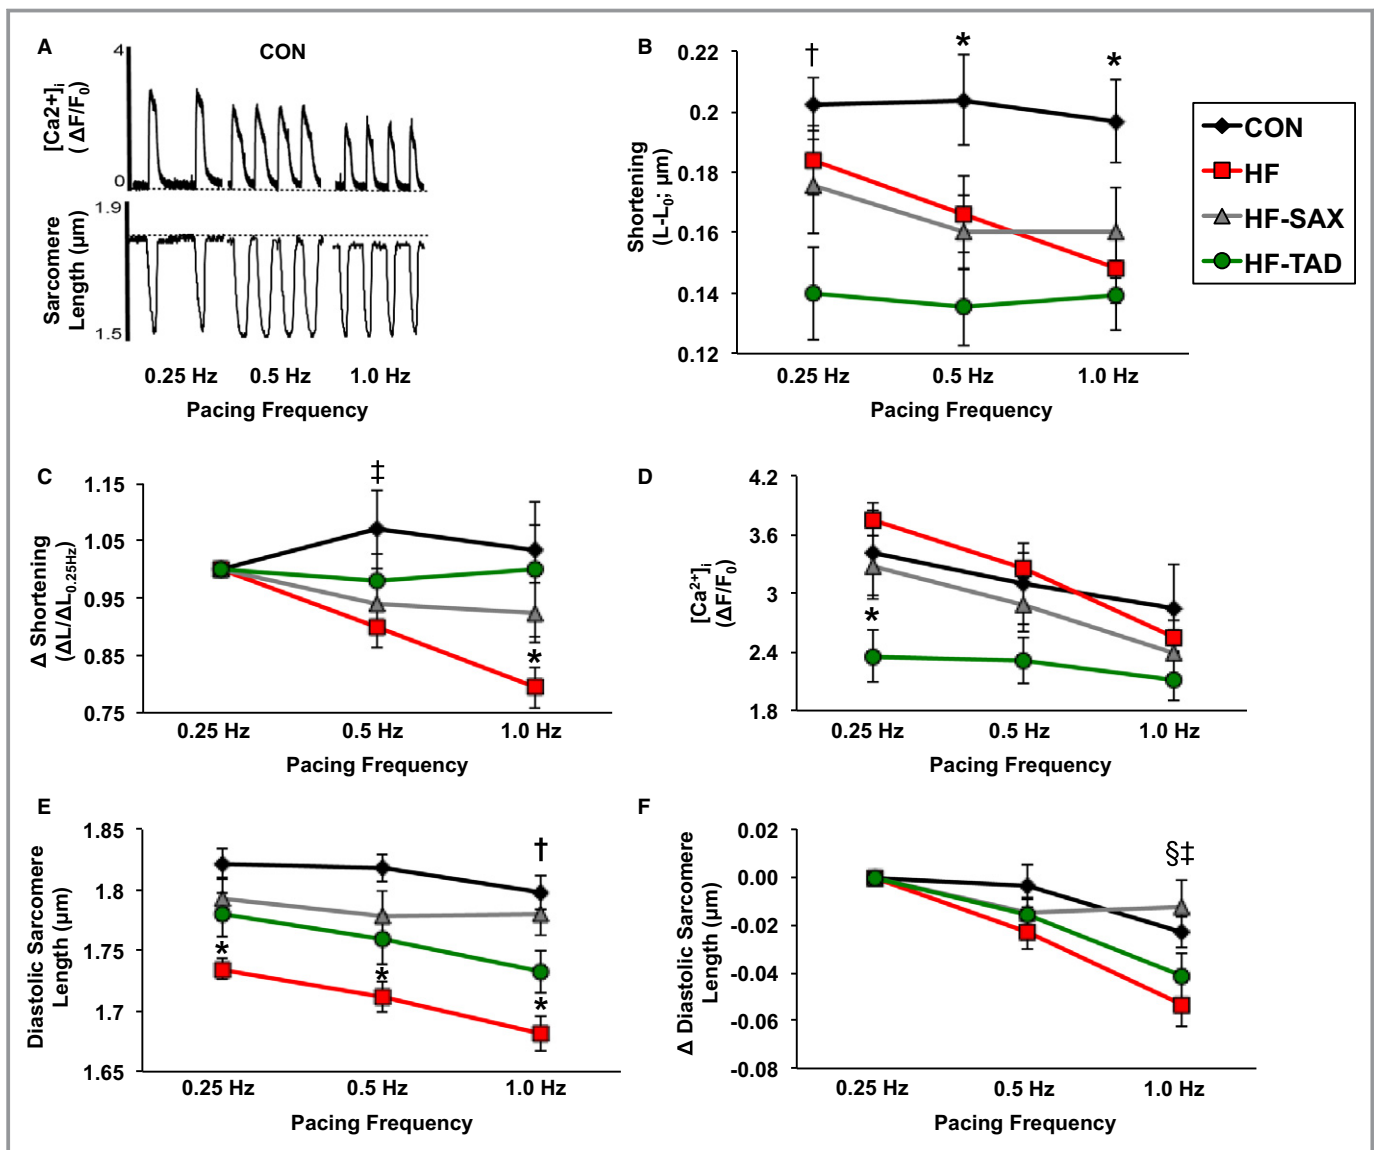 A
CON
4
0
[Ca2+]i
( ΔF/F0)
1.9
1.5
Sarcomere
Length (µm)
0.25 Hz 0.5 Hz 1.0 Hz
Pacing Frequency
B
0.22
0.2
0.18
0.16
0.14
0.12
Shortening
(L-L0; µm)
†
*
*
0.25 Hz 0.5 Hz 1.0 Hz
Pacing Frequency
CON
HF
HF-SAX
HF-TAD
C
1.15
1.05
0.95
0.85
0.75
Δ Shortening
(ΔL/ΔL0.25Hz)
‡
*
0.25 Hz 0.5 Hz 1.0 Hz
Pacing Frequency
D
4.2
3.6
3
2.4
1.8
[Ca2+]i
(ΔF/F0)
*
0.25 Hz 0.5 Hz 1.0 Hz
Pacing Frequency
E
1.85
1.8
1.75
1.7
1.65
Diastolic Sarcomere
Length (µm)
†
*
*
*
0.25 Hz 0.5 Hz 1.0 Hz
Pacing Frequency
F
0.02
0.00
-0.02
-0.04
-0.06
-0.08
Δ Diastolic Sarcomere
Length (µm)
§‡
0.25 Hz 0.5 Hz 1.0 Hz
Pacing Frequency